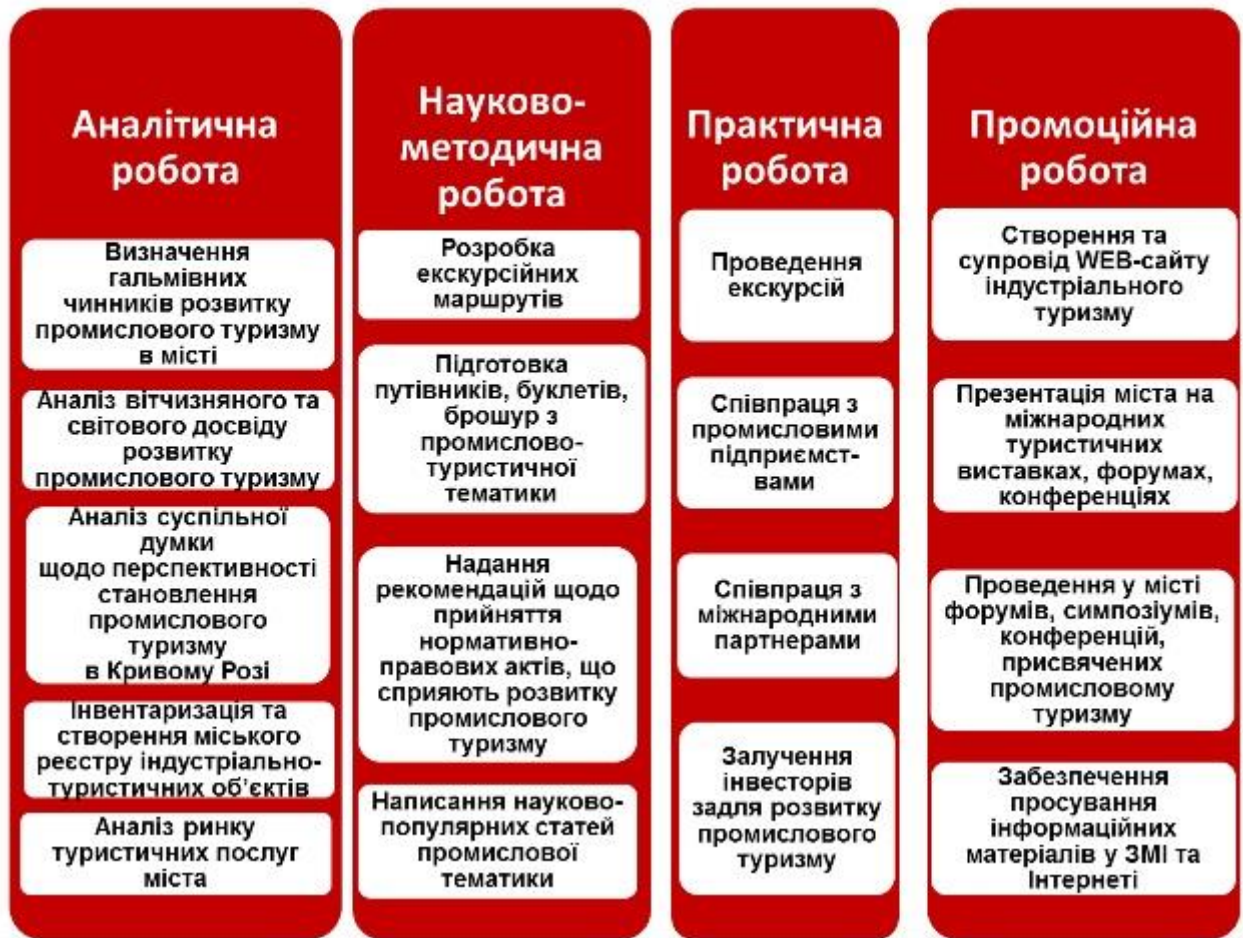 Аналітична
робота
Визначення
гальмівних
чинників розвитку
промислового туризму
в місті
Аналіз вітчизняного та
світового досвіду
розвитку
промислового туризму
Аналіз суспільної
думки
щодо перспективності
становлення
промислового
туризму
в Кривому Розі
Інвентаризація та
створення міського
реєстру індустріально-
туристичних об'єктів
Аналіз ринку
туристичних послуг
міста
Науково-
методична
робота
Розробка
екскурсійних
маршрутів
Підготовка
путівників, буклетів,
брошур з
промислово-
туристичної
тематики
Надання
рекомендацій щодо
прийняття
нормативно-
правових актів, що
сприяють розвитку
промислового
туризму
Написання науково-
популярних статей
промислової
тематики
Практична
робота
Проведення
екскурсій
Співпраця з
промисловими
підприємст-
вами
Співпраця з
міжнародними
партнерами
Залучення
інвесторів
задля розвитку
промислового
туризму
Промоційна
робота
Створення та
супровід WEB-сайту
індустріального
туризму
Презентація міста на
міжнародних
туристичних
виставках, форумах,
конференціях
Проведення у місті
форумів, симпозіумів,
конференцій,
присвячених
промисловому
туризму
Забезпечення
просування
інформаційних
матеріалів у ЗМІ та
Інтернеті